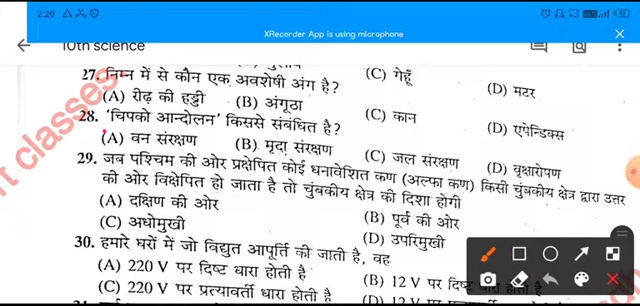 2:20
XRecorder App is using microphone
10th science
(C) गेहूँ (D) मटर
27. निम्न में से कौन एक अवशेषी अंग है?
(A) रीढ़ की हड्डी (B) अंगूठा (C) कान (D) एपेन्डिक्स
28. 'चिपको आन्दोलन' किससे संबंधित है?
(A) वन संरक्षण (B) मृदा संरक्षण (C) जल संरक्षण (D) वृक्षारोपण
29. जब पश्चिम की ओर प्रक्षेपित कोई धनावेशित कण (अल्फा कण) किसी चुंबकीय क्षेत्र द्वारा उत्तर
की ओर विक्षेपित हो जाता है तो चुंबकीय क्षेत्र की दिशा होगी
(A) दक्षिण की ओर (B) पूर्व की ओर
(C) अधोमुखी (D) उपरिमुखी
30. हमारे घरों में जो विद्युत आपूर्ति की जाती है, वह
(A) 220 V पर दिष्ट धारा होती है (B) 12 V पर दिष्ट धारा होती है
(C) 220 V पर प्रत्यावर्ती धारा होती है (D) 12 V पर
classes